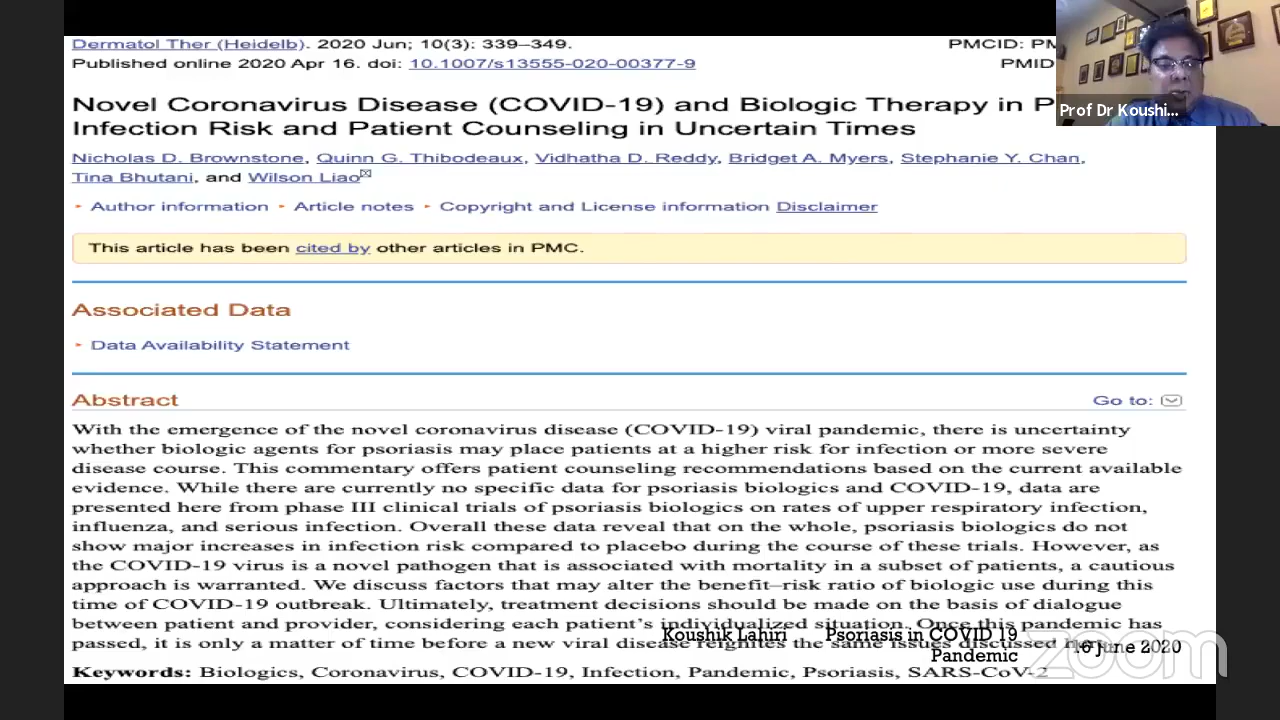 Dermatol Ther (Heidelb). 2020 Jun; 10(3): 339–349.
PMCID: PM
Published online 2020 Apr 16. doi: 10.1007/s13555-020-00377-9
PMID
Prof Dr Koushi...
Novel Coronavirus Disease (COVID-19) and Biologic Therapy in P
Infection Risk and Patient Counseling in Uncertain Times
Nicholas D. Brownstone, Quinn G. Thibodeaux, Vidhatha D. Reddy, Bridget A. Myers, Stephanie Y. Chan,
Tina Bhutani, and Wilson Liao
Author information Article notes Copyright and License information Disclaimer
This article has been cited by other articles in PMC.
Associated Data
Data Availability Statement
Abstract
Go to:
With the emergence of the novel coronavirus disease (COVID-19) viral pandemic, there is uncertainty
whether biologic agents for psoriasis may place patients at a higher risk for infection or more severe
disease course. This commentary offers patient counseling recommendations based on the current available
evidence. While there are currently no specific data for psoriasis biologics and COVID-19, data are
presented here from phase III clinical trials of psoriasis biologics on rates of upper respiratory infection,
influenza, and serious infection. Overall these data reveal that on the whole, psoriasis biologics do not
show major increases in infection risk compared to placebo during the course of these trials. However, as
the COVID-19 virus is a novel pathogen that is associated with mortality in a subset of patients, a cautious
approach is warranted. We discuss factors that may alter the benefit–risk ratio of biologic use during this
time of COVID-19 outbreak. Ultimately, treatment decisions should be made on the basis of dialogue
between patient and provider, considering each patient's individualized situation. Once this pandemic has
passed, it is only a matter of time before a new viral disease reignites the same issues discussed
Keywords: Biologics, Coronavirus, COVID-19, Infection, Pandemic, Psoriasis, SARS-CoV-2
Koushik Lahiri
Psoriasis in COVID 19
Pandemic
16 June 2020
zoom